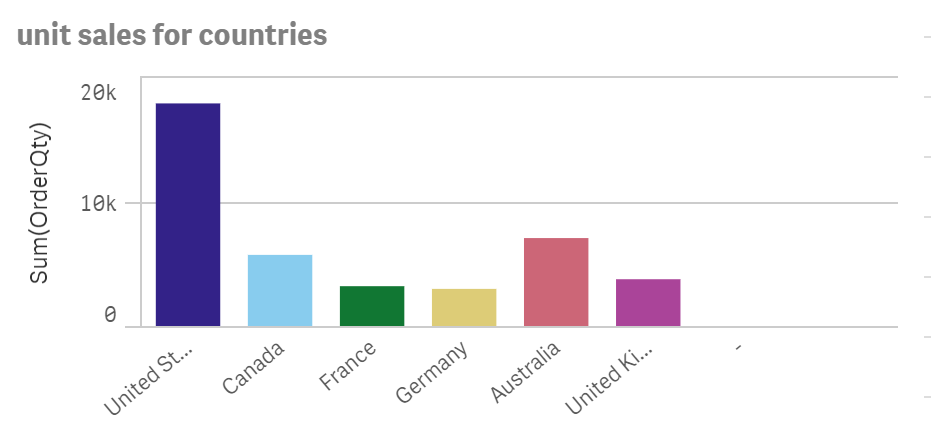 unit sales for countries
20k
10k
0
Sum(OrderQty)
United St...
Canada
France
Germany
Australia
United Ki...
-